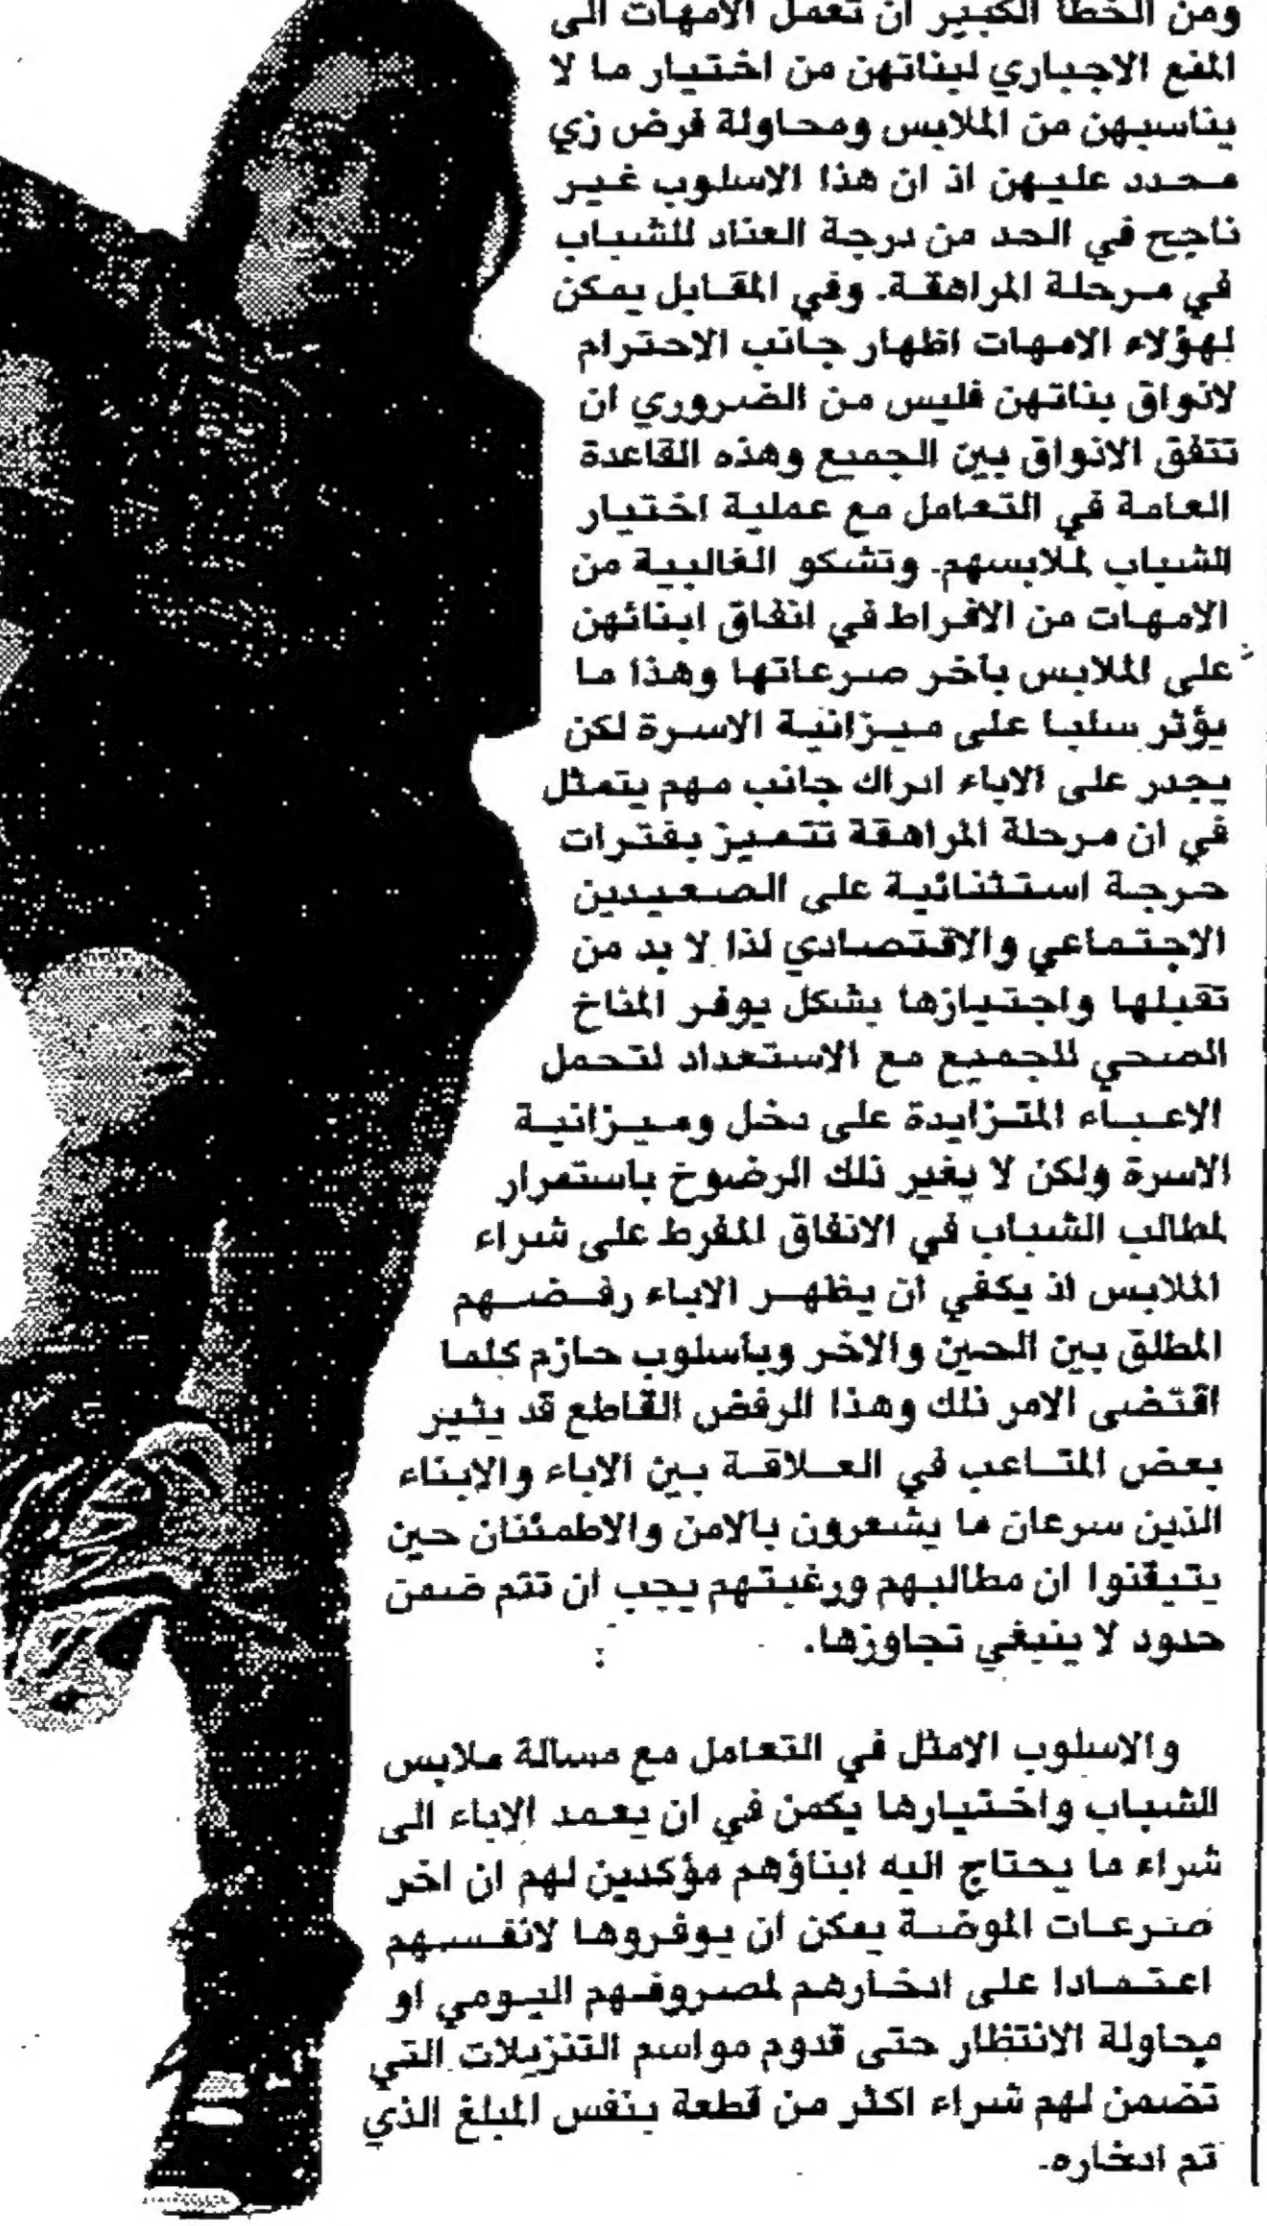 ومن الخطا الكبير ان تعمل الامهات الى
المنع الاجباري لبناتهن من اختيار ما لا
يناسبهن من الملابس ومحاولة فرض زي
محدد عليهن اذ ان هذا الاسلوب غير
ناجح في الحد من درجة العناد للشباب
في مرحلة المراهقة. وفي المقابل يمكن
لهؤلاء الامهات اظهار جانب الاحترام
لاذواق بناتهن فليس من الضروري ان
تتفق الاذواق بين الجميع وهذه القاعدة
العامة في التعامل مع عملية اختيار
الشباب لملابسهم. وتشكو الغالبية من
الامهات من الافراط في انفاق ابنائهن
على الملابس بآخر صرعاتها وهذا ما
يؤثر سلبا على ميزانية الاسرة لكن
يجدر على الاباء ادراك جانب مهم يتمثل
في ان مرحلة المراهقة تتميز بفترات
حرجة استثنائية على الصعيدين
الاجتماعي والاقتصادي لذا لا بد من
تقبلها واجتيازها بشكل يوفر المناخ
الصحي للجميع مع الاستعداد لتحمل
الاعباء المتزايدة على دخل وميزانية
الاسرة ولكن لا يغير ذلك الرضوخ باستمرار
لمطالب الشباب في الانفاق المفرط على شراء
الملابس اذ يكفي ان يظهر الاباء رفضهم
المطلق بين الحين والاخر وباسلوب حازم كلما
اقتضى الامر ذلك وهذا الرفض القاطع قد يثير
بعض المتاعب في العلاقة بين الاباء والابناء
الذين سرعان ما يشعرون بالامن والاطمئنان حين
يتيقنوا ان مطالبهم ورغبتهم يجب ان تتم ضمن
حدود لا ينبغي تجاوزها.
والاسلوب الامثل في التعامل مع مسالة ملابس
الشباب واختيارها يكمن في ان يعمد الاباء الى
شراء ما يحتاج اليه ابناؤهم مؤكدين لهم ان اخر
صرعات الموضة يمكن ان يوفروها لانفسهم
اعتمادا على ادخارهم لمصروفهم اليومي او
محاولة الانتظار حتى قدوم مواسم التنزيلات التي
تضمن لهم شراء اكثر من قطعة بنفس المبلغ الذي
تم ادخاره.